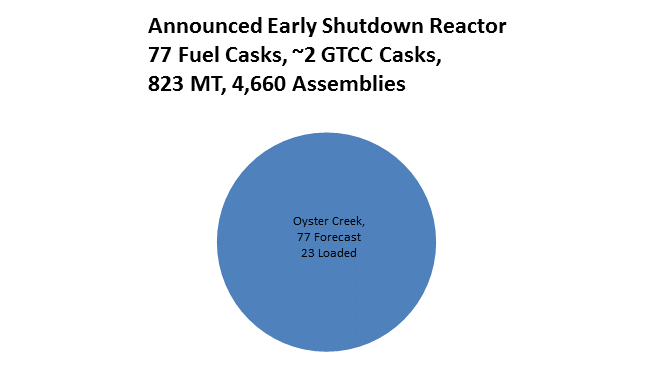 Announced Early Shutdown Reactor
77 Fuel Casks, ~2 GTCC Casks,
823 MT, 4,660 Assemblies
Oyster Creek,
77 Forecast
23 Loaded